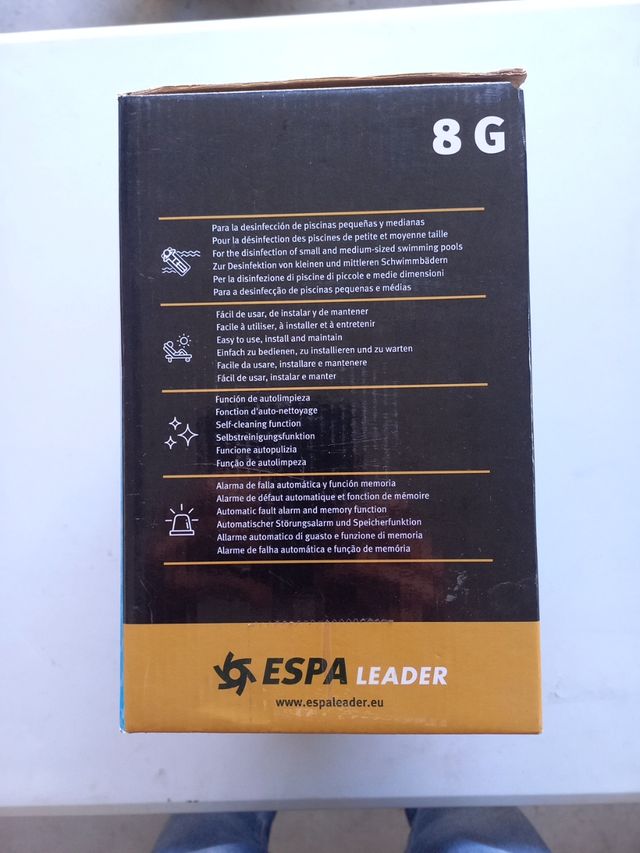 8 G
Para la desinfección de piscinas pequeñas y medianas
Pour la désinfection des piscines de petite et moyenne taille
For the disinfection of small and medium-sized swimming pools
Zur Desinfektion von kleinen und mittleren Schwimmbädern
Per la disinfezione di piscine di piccole e medie dimensioni
Para a desinfecção de piscinas pequenas e médias
Fácil de usar, de instalar y de mantener
Facile à utiliser, à installer et à entretenir
Easy to use, install and maintain
Einfach zu bedienen, zu installieren und zu warten
Facile da usare, installare e mantenere
Fácil de usar, instalar e manter
Función de autolimpieza
Fonction d'auto-nettoyage
Self-cleaning function
Selbstreinigungsfunktion
Funcione autopulizia
Função de autolimpeza
Alarma de falla automática y función memoria
Alarme de défaut automatique et fonction de mémoire
Automatic fault alarm and memory function
Automatischer Störungsalarm und Speicherfunktion
Allarme automatico di guasto e funzione di memoria
Alarme de falha automática e função de memória
ESPA LEADER
www.espaleader.eu